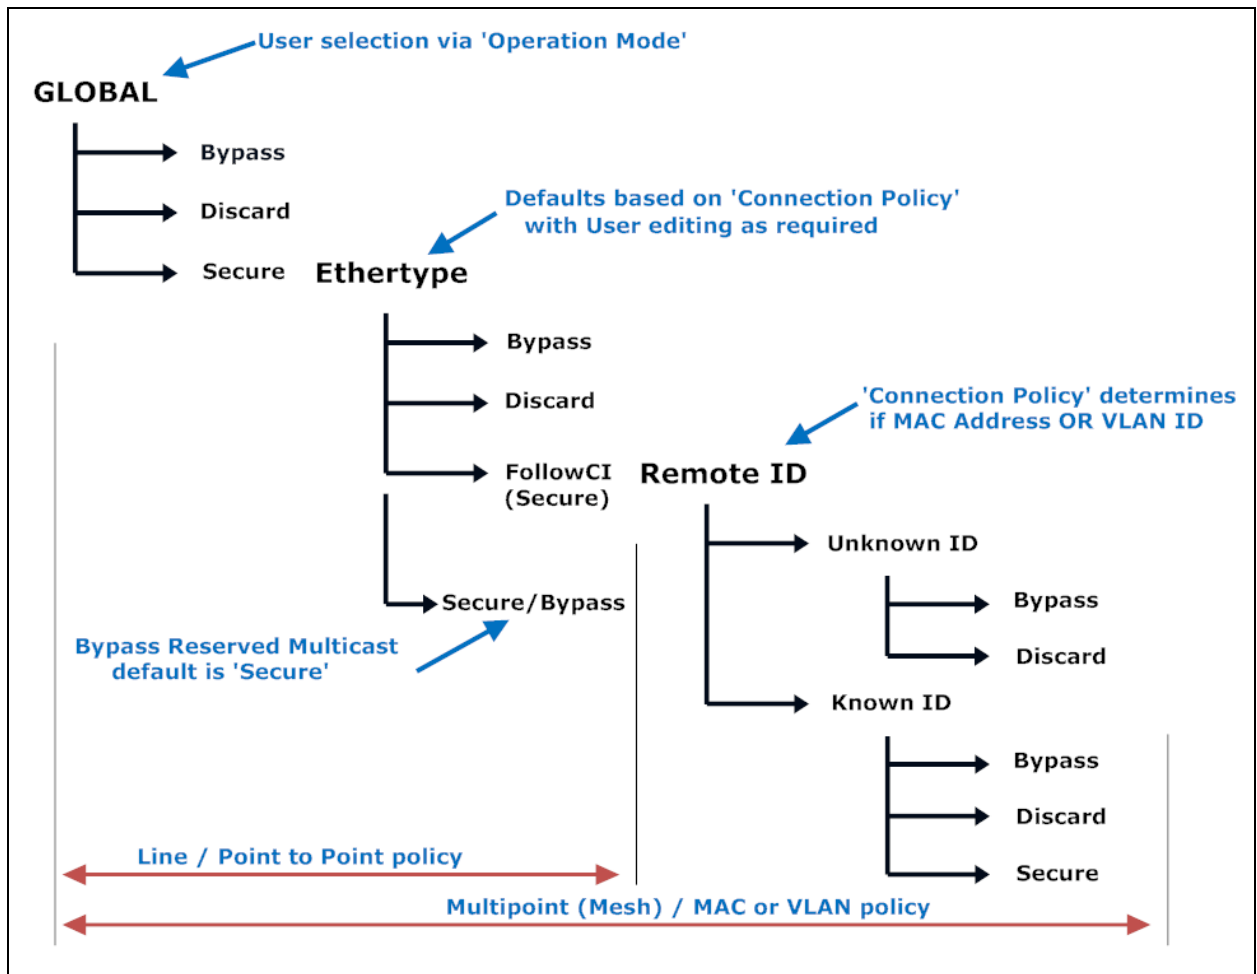 User selection via 'Operation Mode'
GLOBAL
Bypass
Discard
Secure
Defaults based on 'Connection Policy'
with User editing as required
Ethertype
Bypass
Discard
FollowCI
(Secure)
Secure/Bypass
Bypass Reserved Multicast
default is 'Secure'
'Connection Policy' determines
if MAC Address OR VLAN ID
Remote ID
Unknown ID
Bypass
Discard
Known ID
Bypass
Discard
Secure
Line / Point to Point policy
Multipoint (Mesh) / MAC or VLAN policy